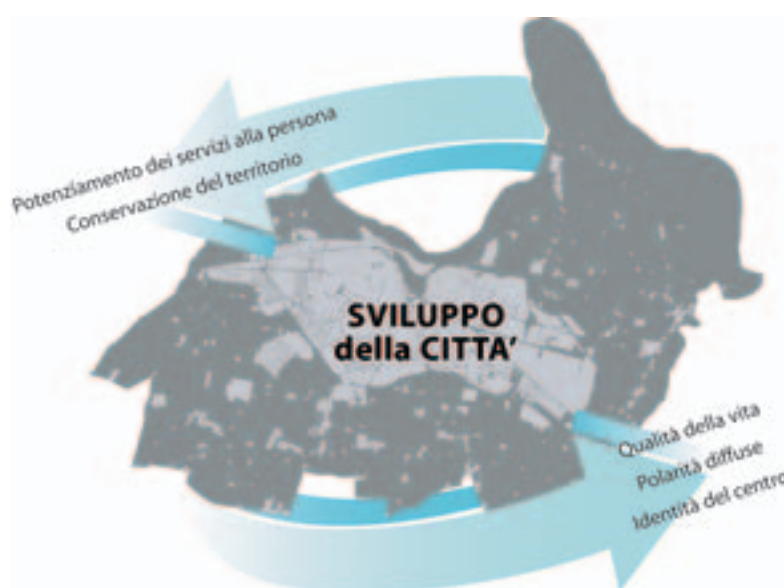 Potenziamento dei servizi alla persona
Conservazione del territorio
SVILUPPO
della CITTA’
Qualità della vita
Polarità diffuse
Identità del centro